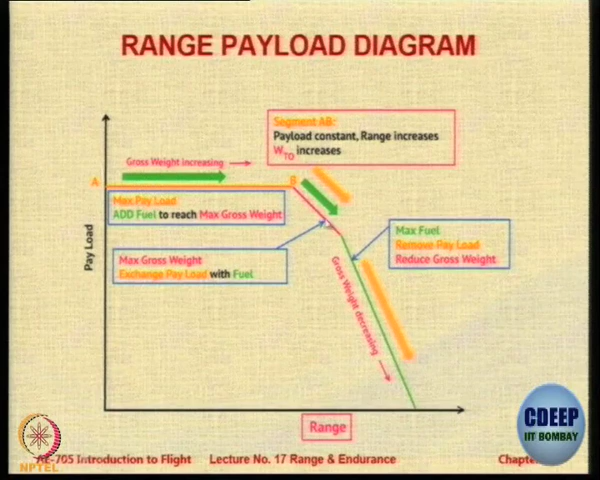 RANGE PAYLOAD DIAGRAM
Segment AB:
Payload constant, Range increases
WTO increases
Gross Weight increasing
A
B
Max Pay Load
ADD Fuel to reach Max Gross Weight
Max Gross Weight
Exchange Pay Load with Fuel
Max Fuel
Remove Pay Load
Reduce Gross Weight
Pay Load
Gross Weight decreasing
Range
CDEEP
IIT BOMBAY
NPTEL
AE-705 Introduction to Flight Lecture No. 17 Range & Endurance